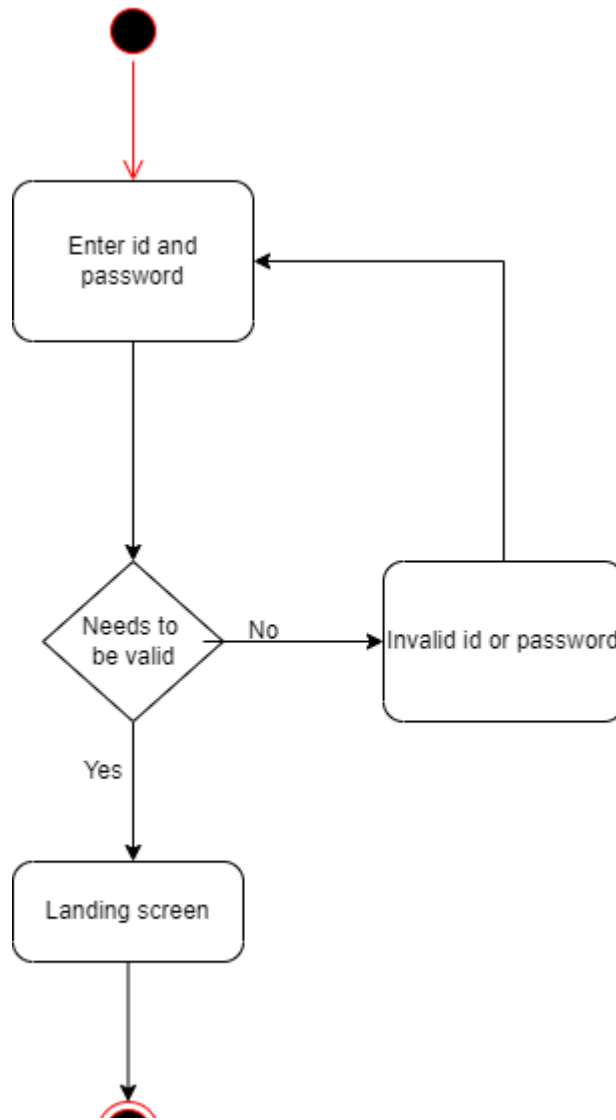 Enter id and
password
Needs to
be valid
No
Invalid id or password
Yes
Landing screen